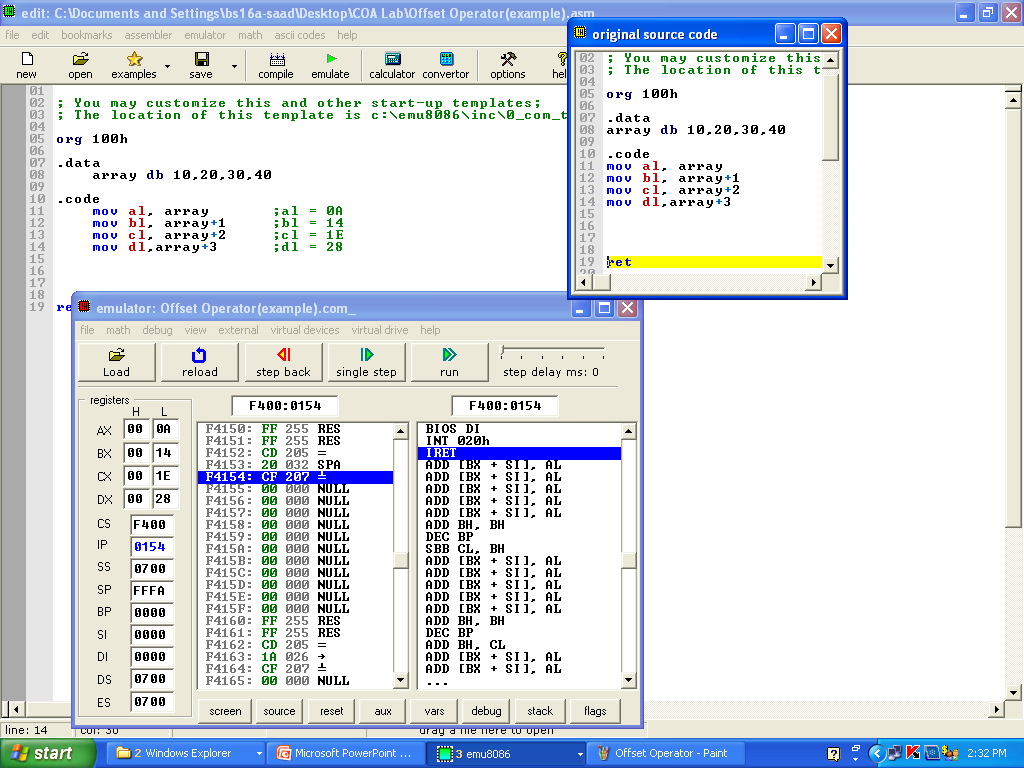 edit: C:\Documents and Settings\bs16a-saad\Desktop\COA Lab\Offset Operator(example).asm
file edit bookmarks assembler emulator math ascii codes help
new open examples save compile emulate calculator convertor options
01
02 ; You may customize this and other start-up templates;
03 ; The location of this template is c:\emu8086\inc\0_com_t
04
05 org 100h
06
07 .data
08 array db 10,20,30,40
09
10 .code
11 mov al, array ;al = 0A
12 mov bl, array+1 ;bl = 14
13 mov cl, array+2 ;cl = 1E
14 mov dl,array+3 ;dl = 28
15
16
17
18
19 re
original source code
02 ; You may customize this
03 ; The location of this t
04
05 org 100h
06
07 .data
08 array db 10,20,30,40
09
10 .code
11 mov al, array
12 mov bl, array+1
13 mov cl, array+2
14 mov dl,array+3
15
16
17
18
19 ret
20
emulator: Offset Operator(example).com_
file math debug view external virtual devices virtual drive help
Load reload step back single step run step delay ms: 0
registers
H L
AX 00 0A
BX 00 14
CX 00 1E
DX 00 28
CS F400
IP 0154
SS 0700
SP FFFA
BP 0000
SI 0000
DI 0000
DS 0700
ES 0700
F400:0154
F4150: FF 255 RES
F4151: FF 255 RES
F4152: CD 205 =
F4153: 20 032 SPA
F4154: CF 207 ╧
F4155: 00 000 NULL
F4156: 00 000 NULL
F4157: 00 000 NULL
F4158: 00 000 NULL
F4159: 00 000 NULL
F415A: 00 000 NULL
F415B: 00 000 NULL
F415C: 00 000 NULL
F415D: 00 000 NULL
F415E: 00 000 NULL
F415F: 00 000 NULL
F4160: FF 255 RES
F4161: FF 255 RES
F4162: CD 205 =
F4163: 1A 026 →
F4164: CF 207 ╧
F4165: 00 000 NULL
F400:0154
BIOS DI
INT 020h
IRET
ADD [BX + SI], AL
ADD [BX + SI], AL
ADD [BX + SI], AL
ADD [BX + SI], AL
ADD [BX + SI], AL
ADD BH, BH
DEC BP
SBB CL, BH
ADD [BX + SI], AL
ADD [BX + SI], AL
ADD [BX + SI], AL
ADD [BX + SI], AL
ADD [BX + SI], AL
ADD BH, BH
DEC BP
ADD BH, CL
ADD [BX + SI], AL
ADD [BX + SI], AL
...
screen source reset aux vars debug stack flags
line: 14 col: 30 drag a file here to open
start 2 Windows Explorer Microsoft PowerPoint ... 3 emu8086 Offset Operator - Paint 2:32 PM